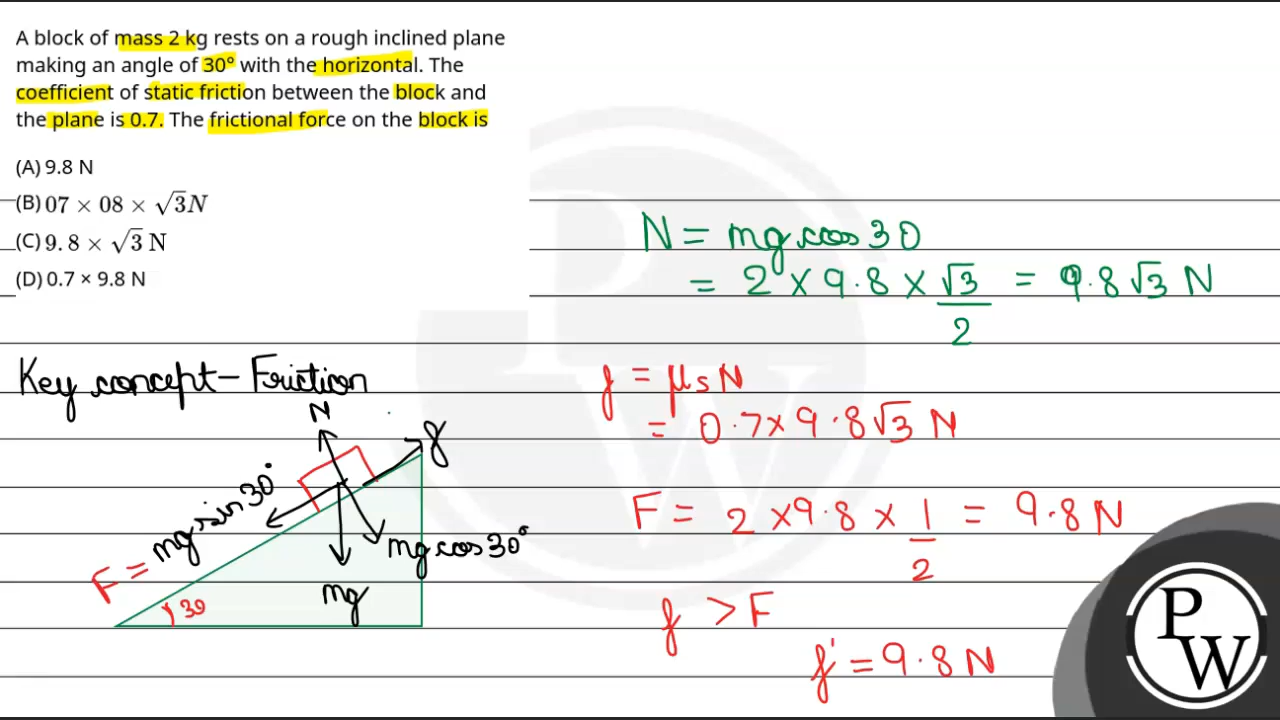 A block of mass 2 kg rests on a rough inclined plane
making an angle of 30° with the horizontal. The
coefficient of static friction between the block and
the plane is 0.7. The frictional force on the block is
(A) 9.8 N
(B) 07 × 08 × √3N
(C) 9. 8 × √3 N
(D) 0.7 × 9.8 N
N = mg cos 30
= 2 × 9.8 × √3/2 = 9.8 √3 N
Key concept - Friction
f = μs N
= 0.7 × 9.8 √3 N
N
f
F = mg sin 30°
mg cos 30°
mg
30
F = 2 × 9.8 × 1/2 = 9.8 N
f > F
f' = 9.8 N
PW
PW